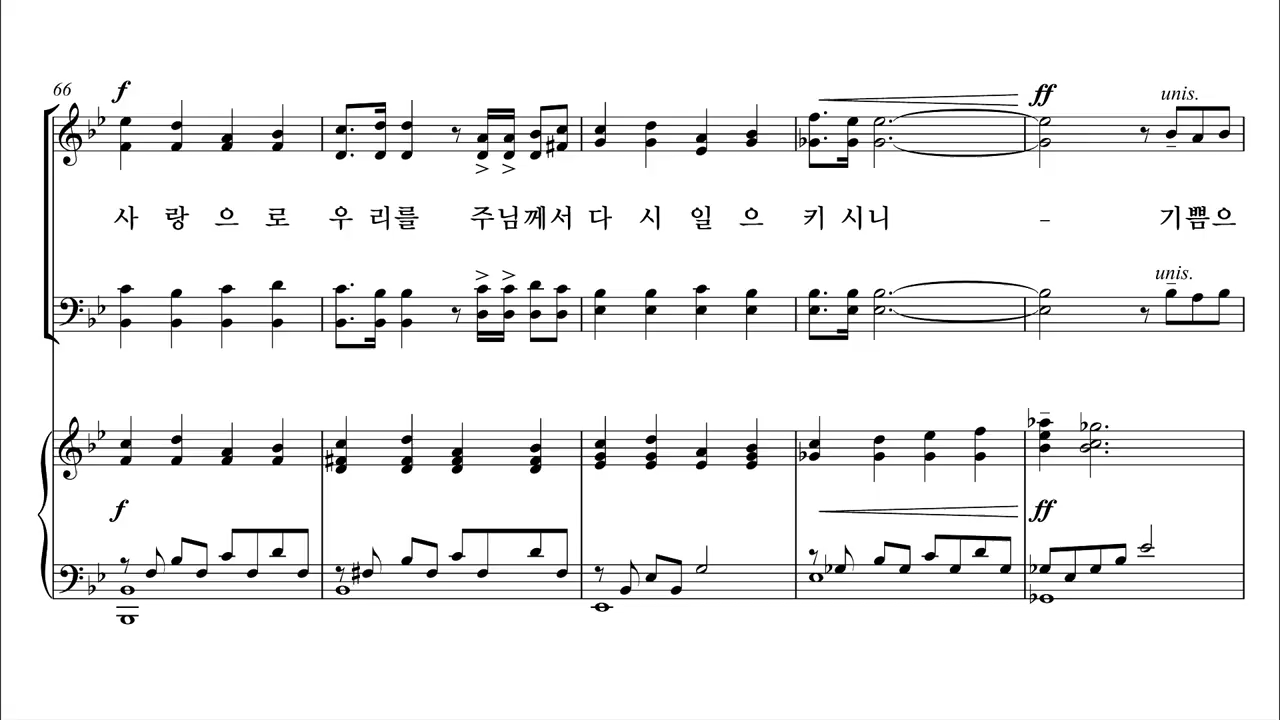 66
f
ff
unis.
사 랑 으 로 우 리를 주님께서 다 시 일 으 키 시니 - 기쁨으
unis.
f
ff